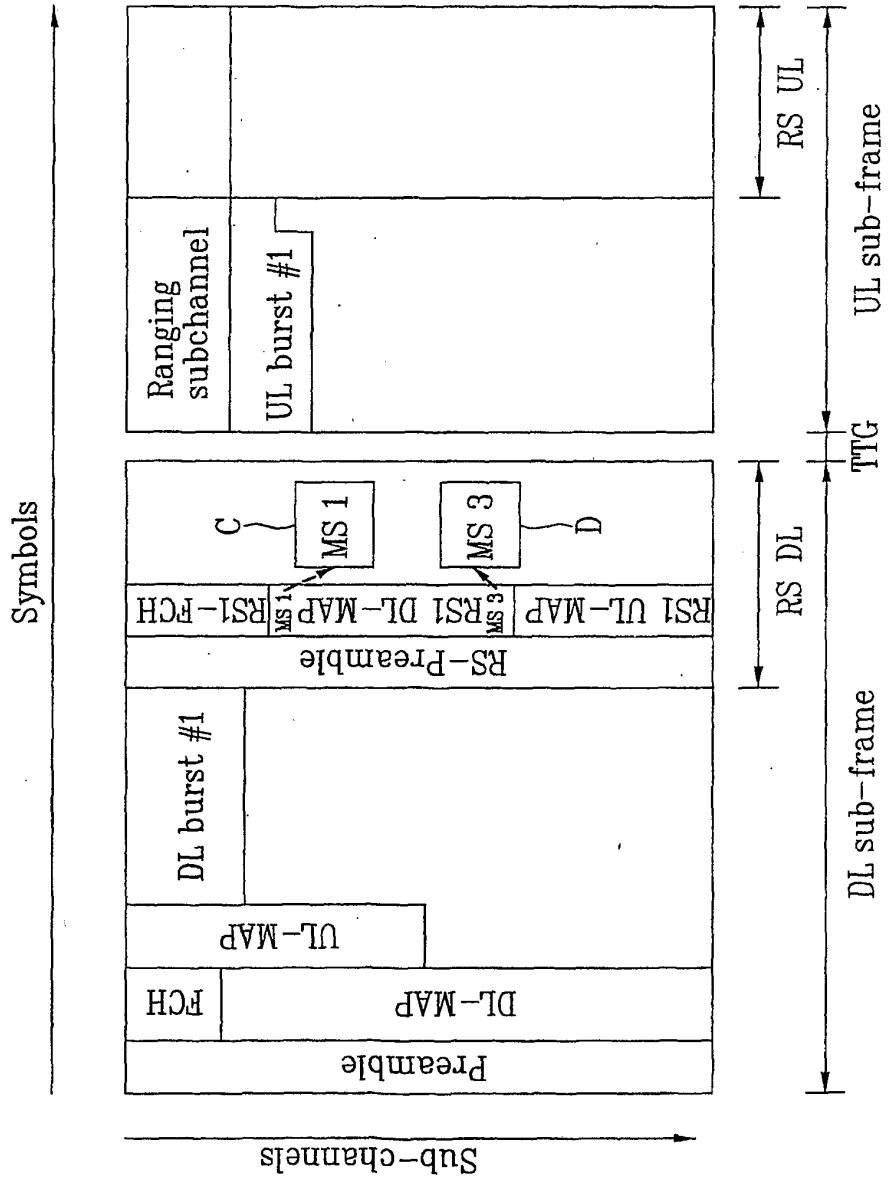 Symbols
Sub-channels
Preamble
FCH
DL-MAP
UL-MAP
DL burst #1
RS-Preamble
RS1-FCH
MS 1
RS1 DL-MAP
MS 3
RS1 UL-MAP
C
MS 1
MS 3
D
Ranging
subchannel
UL burst #1
RS DL
RS UL
DL sub-frame
TTG
UL sub-frame